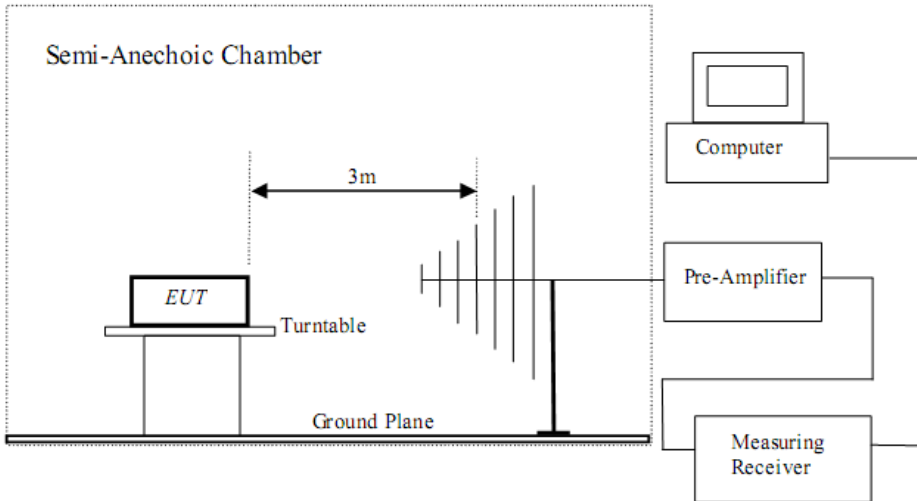 Semi-Anechoic Chamber
Computer
3m
Pre-Amplifier
EUT
Turntable
Ground Plane
Measuring
Receiver